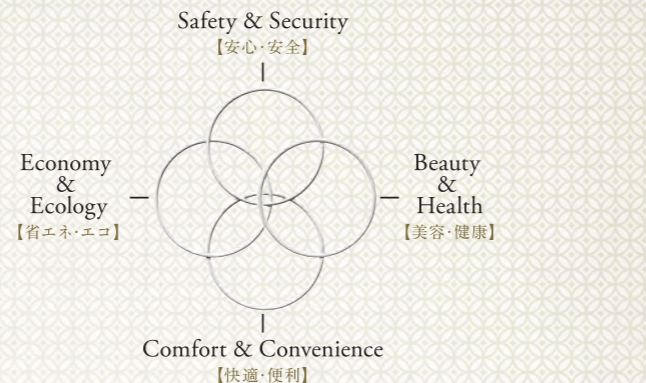 Safety & Security
【安心·安全】
Economy
&
Ecology
【省エネ·エコ】
Beauty
&
Health
【美容·健康】
Comfort & Convenience
【快適·便利】